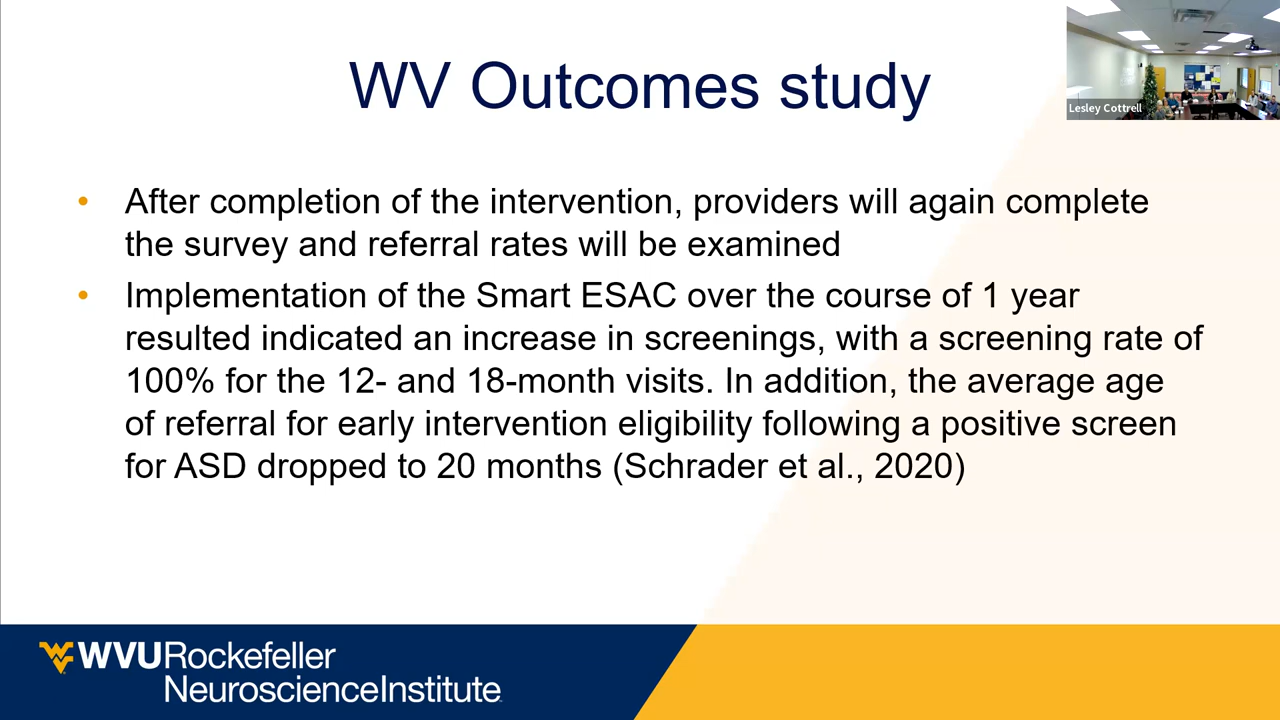 WV Outcomes study
Lesley Cottrell
• After completion of the intervention, providers will again complete
the survey and referral rates will be examined
• Implementation of the Smart ESAC over the course of 1 year
resulted indicated an increase in screenings, with a screening rate of
100% for the 12- and 18-month visits. In addition, the average age
of referral for early intervention eligibility following a positive screen
for ASD dropped to 20 months (Schrader et al., 2020)
WVU Rockefeller
NeuroscienceInstitute